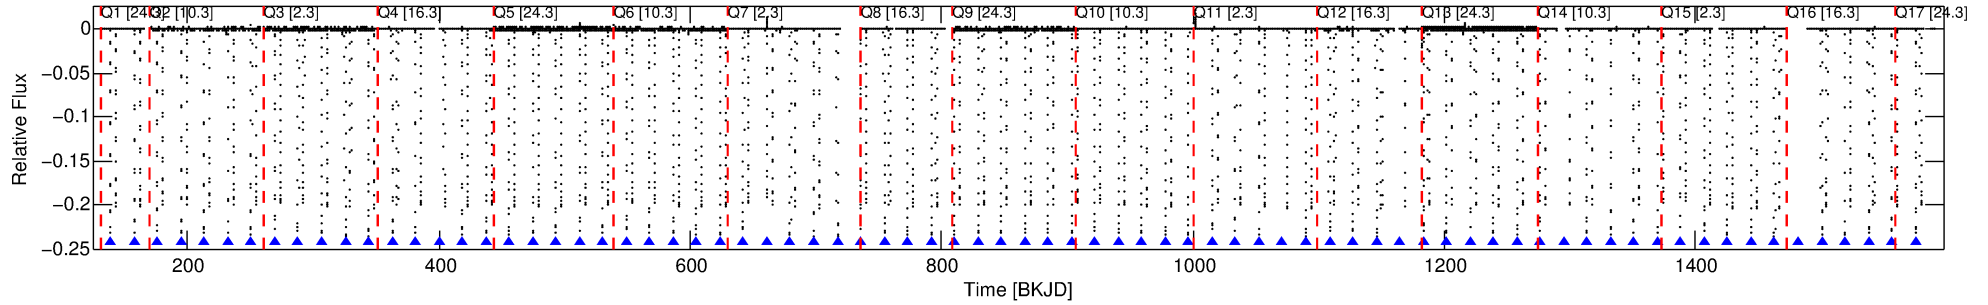 Q1 [24.3] Q2 [10.3] Q3 [2.3] Q4 [16.3] Q5 [24.3] Q6 [10.3] Q7 [2.3] Q8 [16.3] Q9 [24.3] Q10 [10.3] Q11 [2.3] Q12 [16.3] Q13 [24.3] Q14 [10.3] Q15 [2.3] Q16 [16.3] Q17 [24.3]
0
−0.05
−0.1
−0.15
−0.2
−0.25
Relative Flux
200 400 600 800 1000 1200 1400
Time [BKJD]